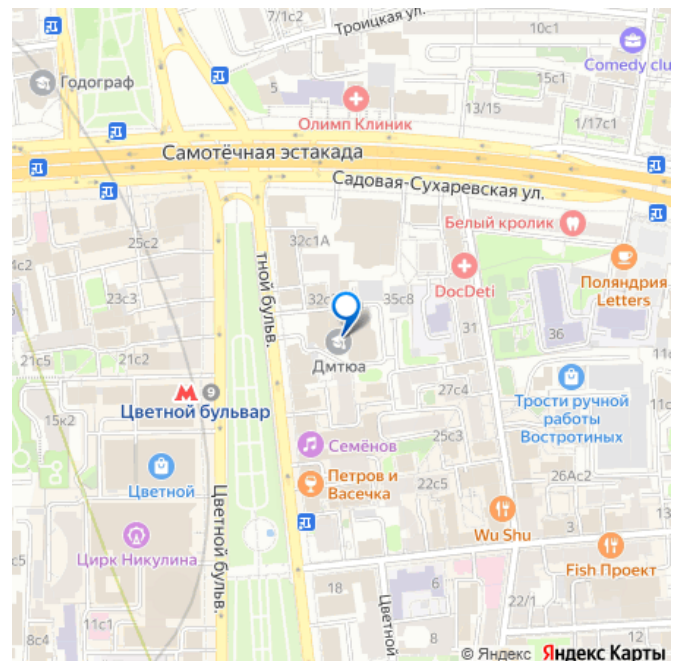 7/1с2
Троицкая ул.
10с1
Comedy clu
Годограф
5
15с1
Олимп Клиник
13/15
1/17с1
Самотёчная эстакада
Садовая-Сухаревская ул.
Белый кролик
25с2
32с1А
4с2
DocDeti
Поляндрия
Letters
23с3
тной бульв.
32с
35с8
31
36
Дмтюа
21с5
21с2
11с
27с4
9
Цветной бульвар
15к2
Трости ручной
работы
Востротиных
11с
Семёнов
25с3
Цветной
Петров и
Васечка
22с5
26Ас2
Цветной бульв.
Wu Shu
13
3
Цирк Никулина
с5
Fish Проект
18
6
Цветной
22/1
11с1
8с4
8
12
© Яндекс Яндекс Карты